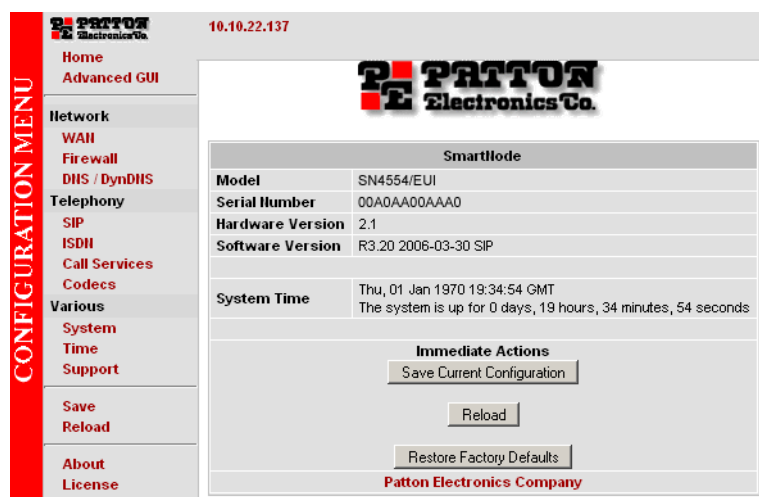 CONFIGURATION MENU
PATTON
Electronics Co.
Home
Advanced GUI
Network
WAN
Firewall
DNS / DynDNS
Telephony
SIP
ISDN
Call Services
Codecs
Various
System
Time
Support
Save
Reload
About
License
10.10.22.137
PATTON
Electronics Co.
SmartNode
Model SN4554/EUI
Serial Number 00A0AA00AAA0
Hardware Version 2.1
Software Version R3.20 2006-03-30 SIP
System Time Thu, 01 Jan 1970 19:34:54 GMT
The system is up for 0 days, 19 hours, 34 minutes, 54 seconds
Immediate Actions
Save Current Configuration
Reload
Restore Factory Defaults
Patton Electronics Company